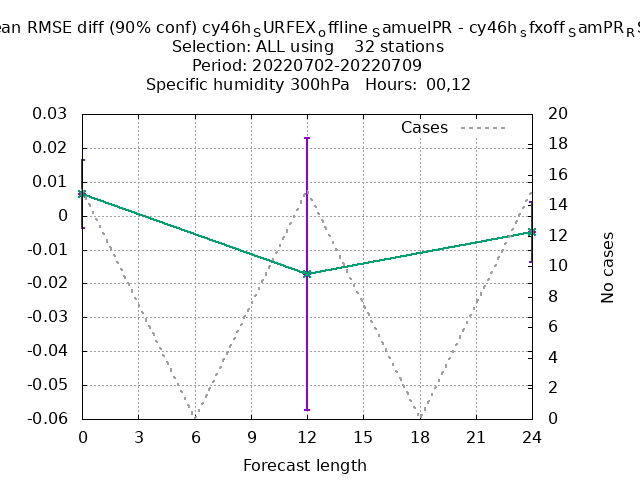 ean RMSE diff (90% conf) cy46h_SURFEX_offline_SamuelPR - cy46h_sfxoff_SamPR_RS
Selection: ALL using 32 stations
Period: 20220702-20220709
Specific humidity 300hPa Hours: 00,12
Cases
0.03
0.02
0.01
0
-0.01
-0.02
-0.03
-0.04
-0.05
-0.06
20
18
16
14
12
10
8
6
4
2
0
No cases
0 3 6 9 12 15 18 21 24
Forecast length